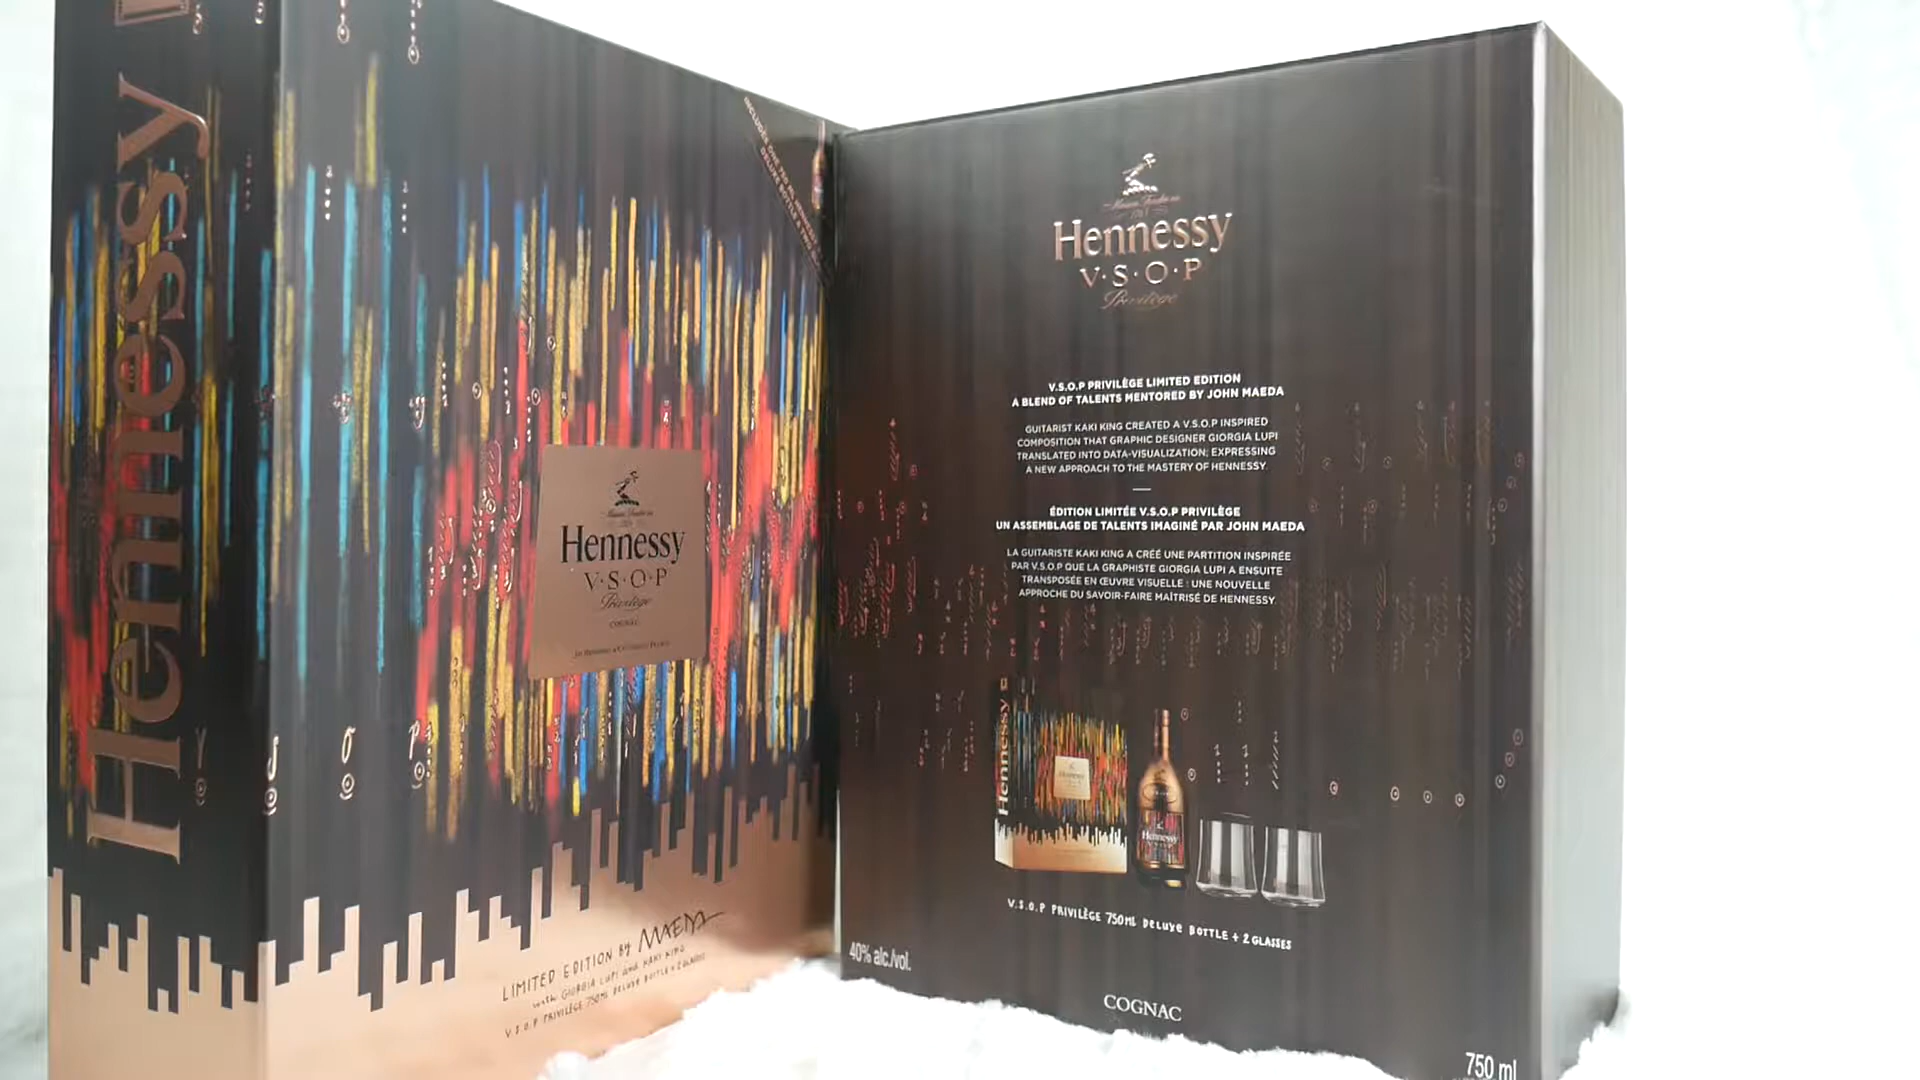 Hennessy
Hennessy
V·S·O·P
Privilège
COGNAC
LIMITED EDITION BY MAEDA
with GIORGIA LUPI and KAKI KING
V.S.O.P PRIVILÈGE 750ML DELUXE BOTTLE + 2 GLASSES
Hennessy
V·S·O·P
Privilège
V.S.O.P PRIVILÈGE LIMITED EDITION
A BLEND OF TALENTS MENTORED BY JOHN MAEDA
GUITARIST KAKI KING CREATED A V.S.O.P INSPIRED
COMPOSITION THAT GRAPHIC DESIGNER GIORGIA LUPI
TRANSLATED INTO DATA-VISUALIZATION; EXPRESSING
A NEW APPROACH TO THE MASTERY OF HENNESSY.
ÉDITION LIMITÉE V.S.O.P PRIVILÈGE
UN ASSEMBLAGE DE TALENTS IMAGINÉ PAR JOHN MAEDA
LA GUITARISTE KAKI KING A CRÉÉ UNE PARTITION INSPIRÉE
PAR V.S.O.P QUE LA GRAPHISTE GIORGIA LUPI A ENSUITE
TRANSPOSÉE EN ŒUVRE VISUELLE : UNE NOUVELLE
APPROCHE DU SAVOIR-FAIRE MAÎTRISÉ DE HENNESSY.
Hennessy
Hennessy
Hennessy
V.S.O.P PRIVILÈGE 750ML DELUXE BOTTLE + 2 GLASSES
40% alc./vol.
COGNAC
750 ml